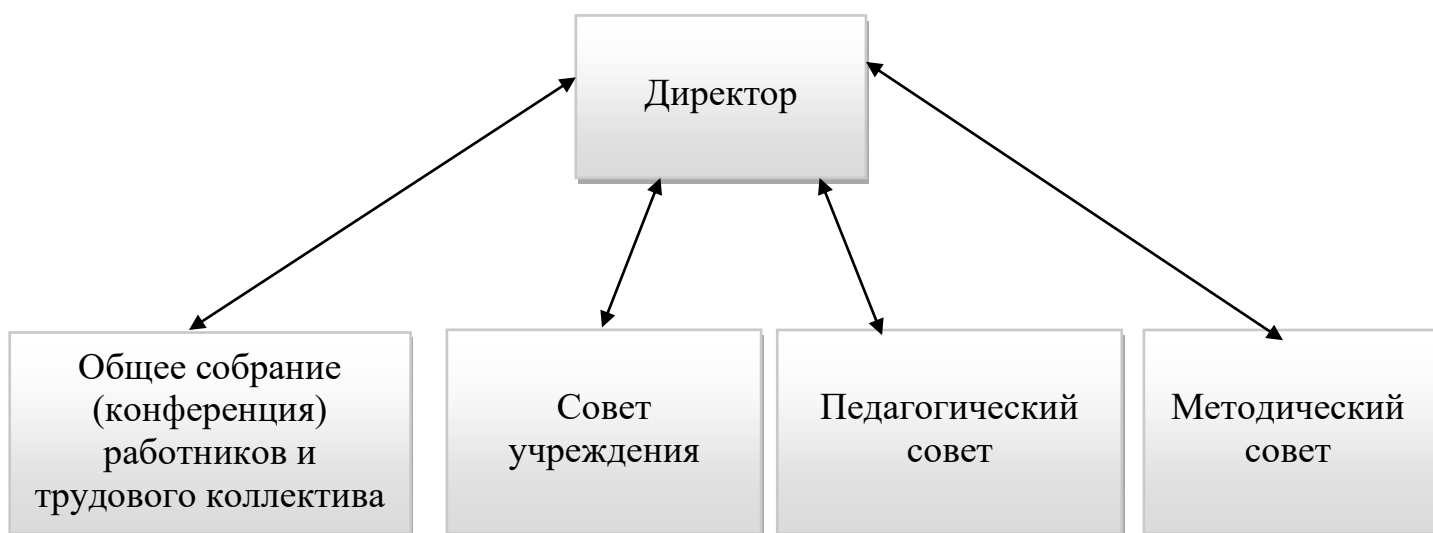 Директор
Общее собрание
(конференция)
работников и
трудового коллектива
Совет
учреждения
Педагогический
совет
Методический
совет